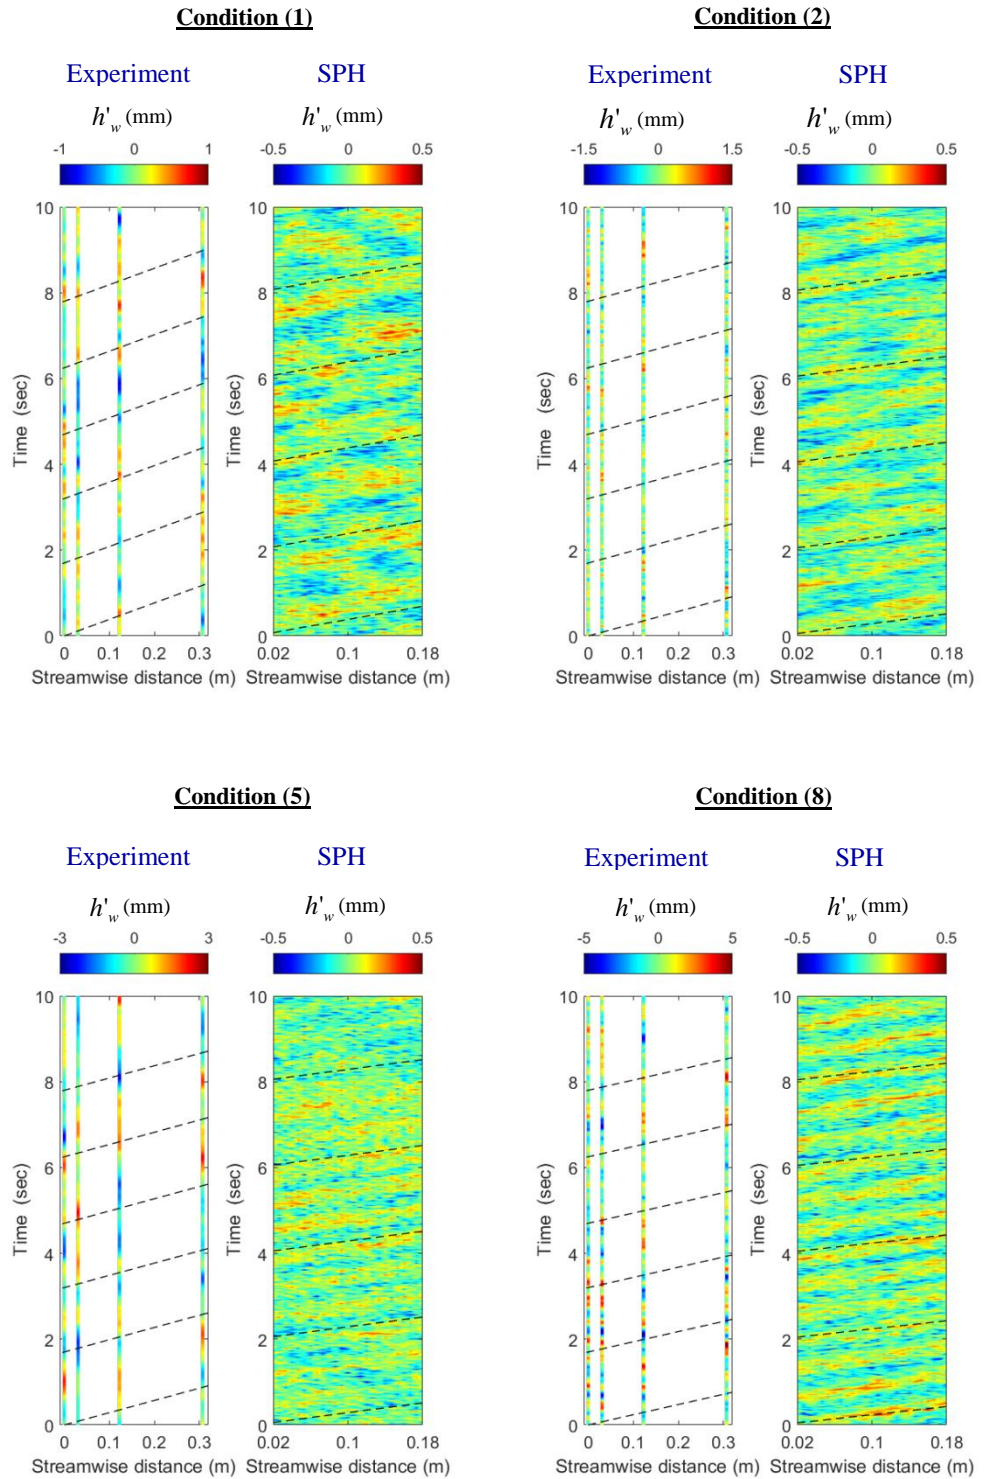 Condition (1)
Experiment SPH
h'w (mm) h'w (mm)
-1 0 1 -0.5 0 0.5
10 10
8 8
6 6
4 4
2 2
0 0
Time (sec) Time (sec)
0 0.1 0.2 0.3 0.02 0.1 0.18
Streamwise distance (m) Streamwise distance (m)
Condition (2)
Experiment SPH
h'w (mm) h'w (mm)
-1.5 0 1.5 -0.5 0 0.5
10 10
8 8
6 6
4 4
2 2
0 0
Time (sec) Time (sec)
0 0.1 0.2 0.3 0.02 0.1 0.18
Streamwise distance (m) Streamwise distance (m)
Condition (5)
Experiment SPH
h'w (mm) h'w (mm)
-3 0 3 -0.5 0 0.5
10 10
8 8
6 6
4 4
2 2
0 0
Time (sec) Time (sec)
0 0.1 0.2 0.3 0.02 0.1 0.18
Streamwise distance (m) Streamwise distance (m)
Condition (8)
Experiment SPH
h'w (mm) h'w (mm)
-5 0 5 -0.5 0 0.5
10 10
8 8
6 6
4 4
2 2
0 0
Time (sec) Time (sec)
0 0.1 0.2 0.3 0.02 0.1 0.18
Streamwise distance (m) Streamwise distance (m)